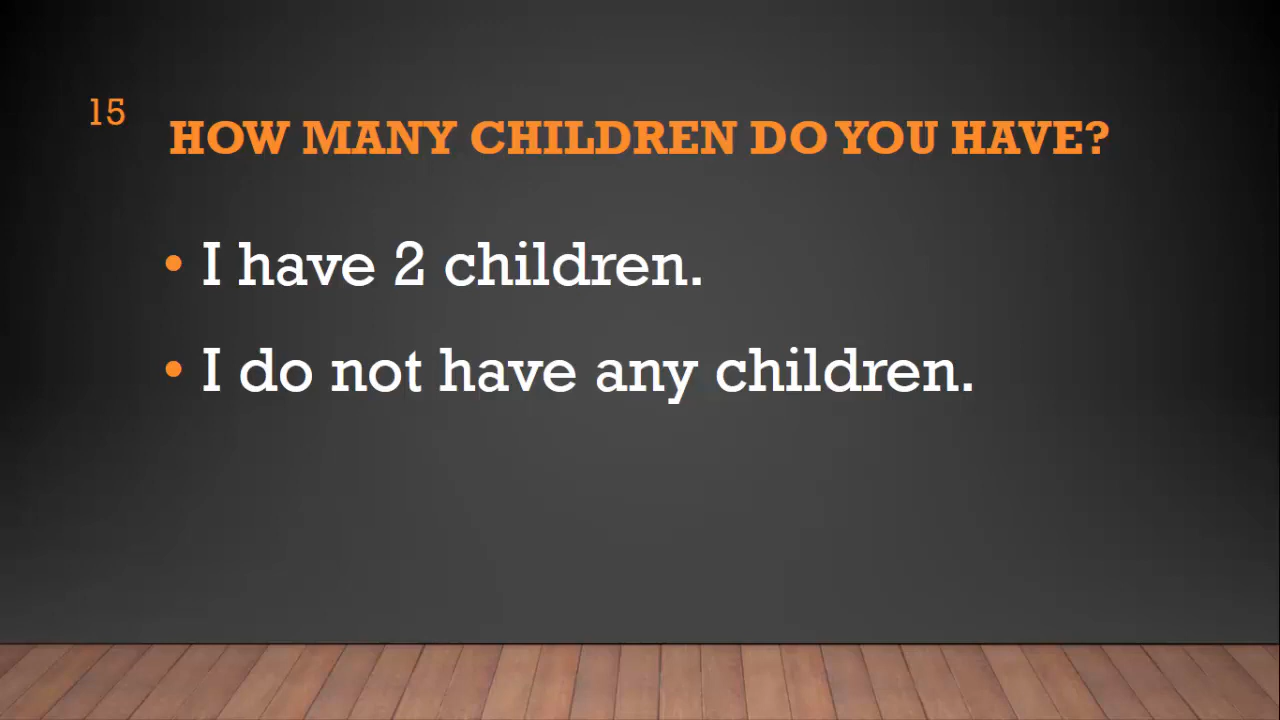 15
HOW MANY CHILDREN DO YOU HAVE?
• I have 2 children.
• I do not have any children.